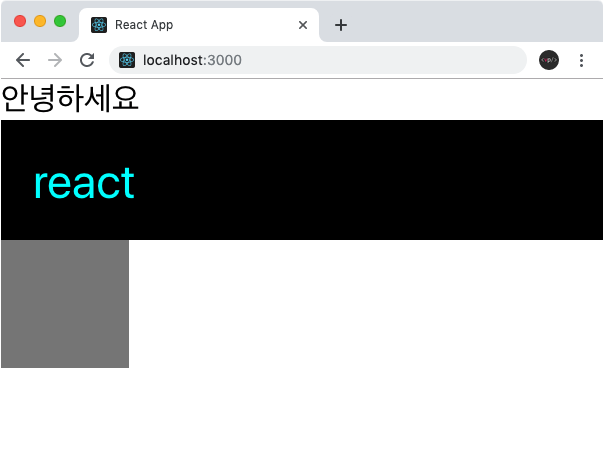 React App
localhost:3000
안녕하세요
react